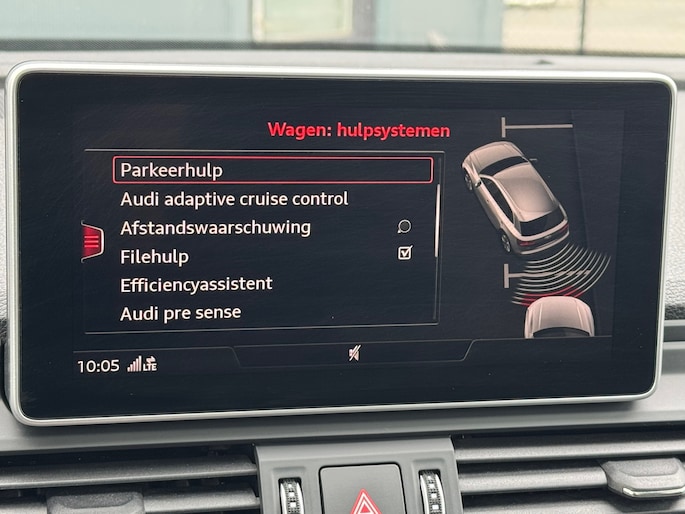 Wagen: hulpsystemen
Parkeerhulp
Audi adaptive cruise control
Afstandswaarschuwing
Filehulp
Efficiencyassistent
Audi pre sense
10:05 LTE